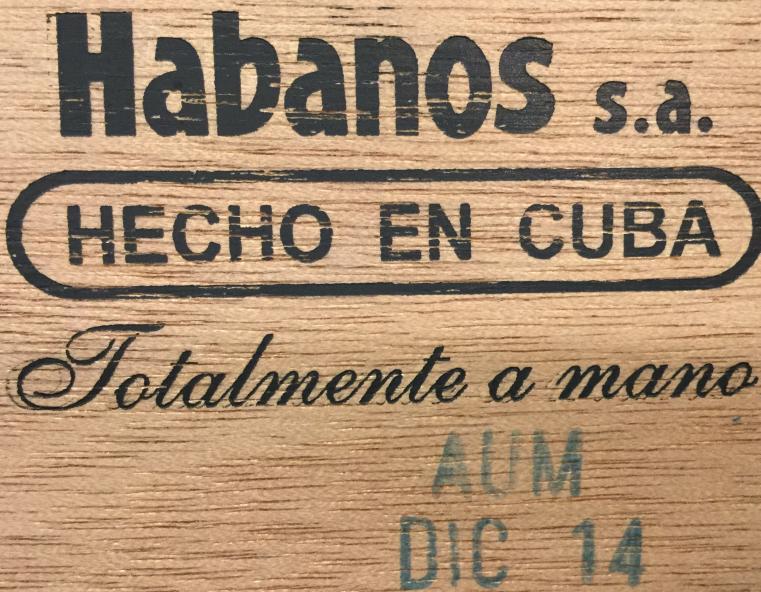 Habanos s.a.
HECHO EN CUBA
Totalmente a mano
AUM
DIC 14